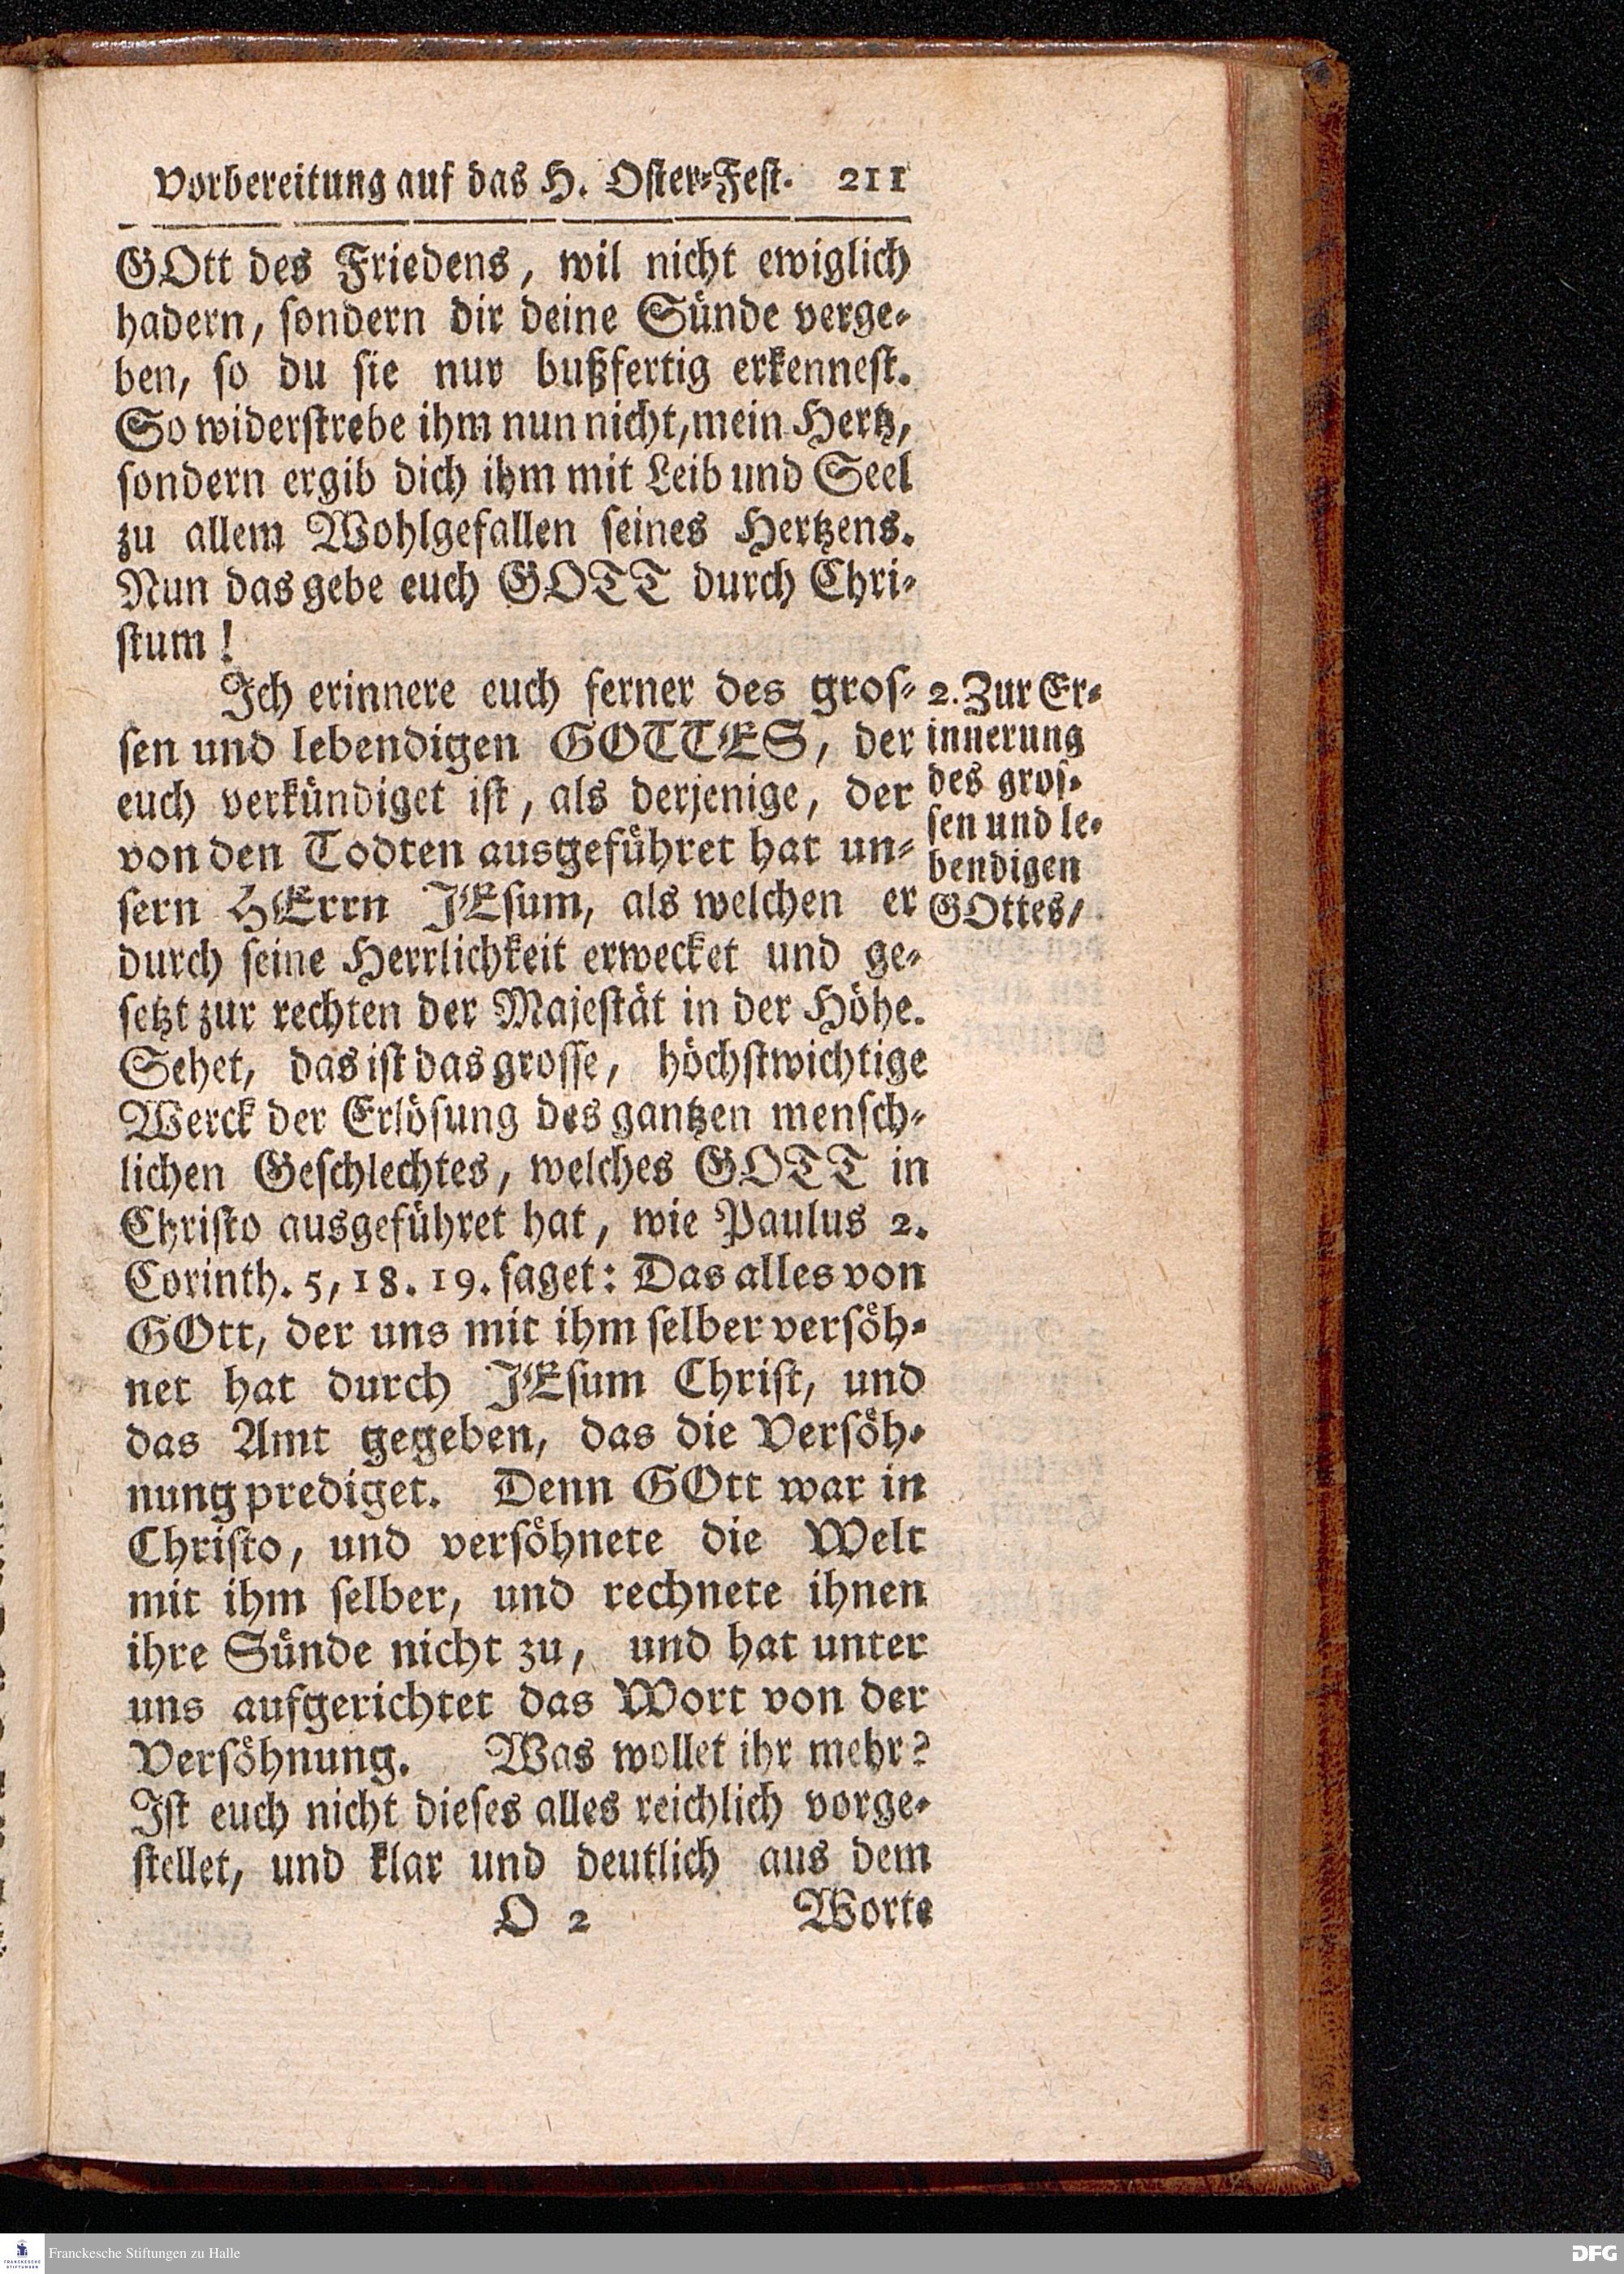 Vorbereitung auf das H. Oster-Fest. 211
GOtt des Friedens, wil nicht ewiglich
hadern, sondern dir deine Sünde verge-
ben, so du sie nur bußfertig erkennest.
So widerstrebe ihm nun nicht, mein Hertz,
sondern ergib dich ihm mit Leib und Seel
zu allem Wohlgefallen seines Hertzens.
Nun das gebe euch GOTT durch Chri-
stum!
Ich erinnere euch ferner des gros-
sen und lebendigen GOTTES, der
euch verkündiget ist, als derjenige, der
von den Todten ausgeführet hat un-
sern HErrn JEsum, als welchen er
durch seine Herrlichkeit erwecket und ge-
setzt zur rechten der Majestät in der Höhe.
Sehet, das ist das grosse, höchstwichtige
Werck der Erlösung des gantzen mensch-
lichen Geschlechtes, welches GOTT in
Christo ausgeführet hat, wie Paulus 2.
Corinth. 5, 18. 19. saget: Das alles von
GOtt, der uns mit ihm selber versöh-
net hat durch JEsum Christ, und
das Amt gegeben, das die Versöh-
nung prediget. Denn GOtt war in
Christo, und versöhnete die Welt
mit ihm selber, und rechnete ihnen
ihre Sünde nicht zu, und hat unter
uns aufgerichtet das Wort von der
Versöhnung. Was wollet ihr mehr?
Ist euch nicht dieses alles reichlich vorge-
stellet, und klar und deutlich aus dem
O 2 Worte
2. Zur Er-
innerung
des gros-
sen und le-
bendigen
GOttes/
FRANCKESCHE
STIFTUNGEN
Franckesche Stiftungen zu Halle
DFG